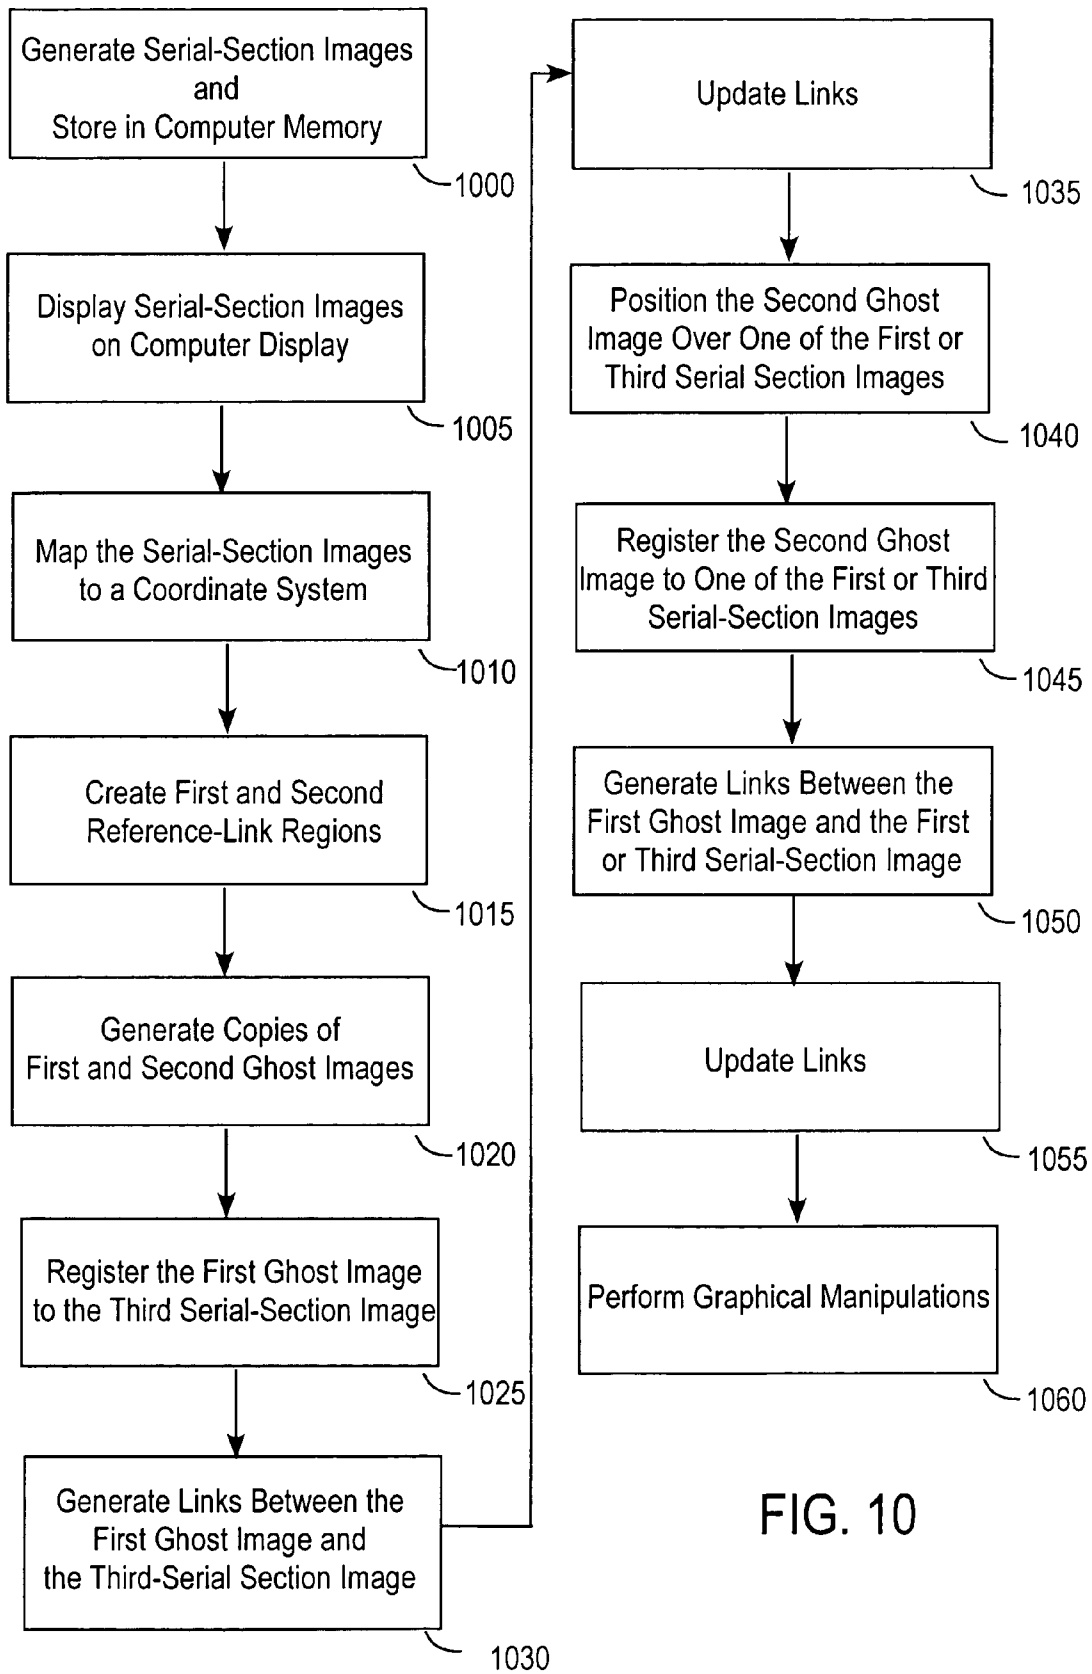 Generate Serial-Section Images
and
Store in Computer Memory
1000
Display Serial-Section Images
on Computer Display
1005
Map the Serial-Section Images
to a Coordinate System
1010
Create First and Second
Reference-Link Regions
1015
Generate Copies of
First and Second Ghost Images
1020
Register the First Ghost Image
to the Third Serial-Section Image
1025
Generate Links Between the
First Ghost Image and
the Third-Serial Section Image
1030
Update Links
1035
Position the Second Ghost
Image Over One of the First or
Third Serial Section Images
1040
Register the Second Ghost
Image to One of the First or Third
Serial-Section Images
1045
Generate Links Between the
First Ghost Image and the First
or Third Serial-Section Image
1050
Update Links
1055
Perform Graphical Manipulations
1060
FIG. 10